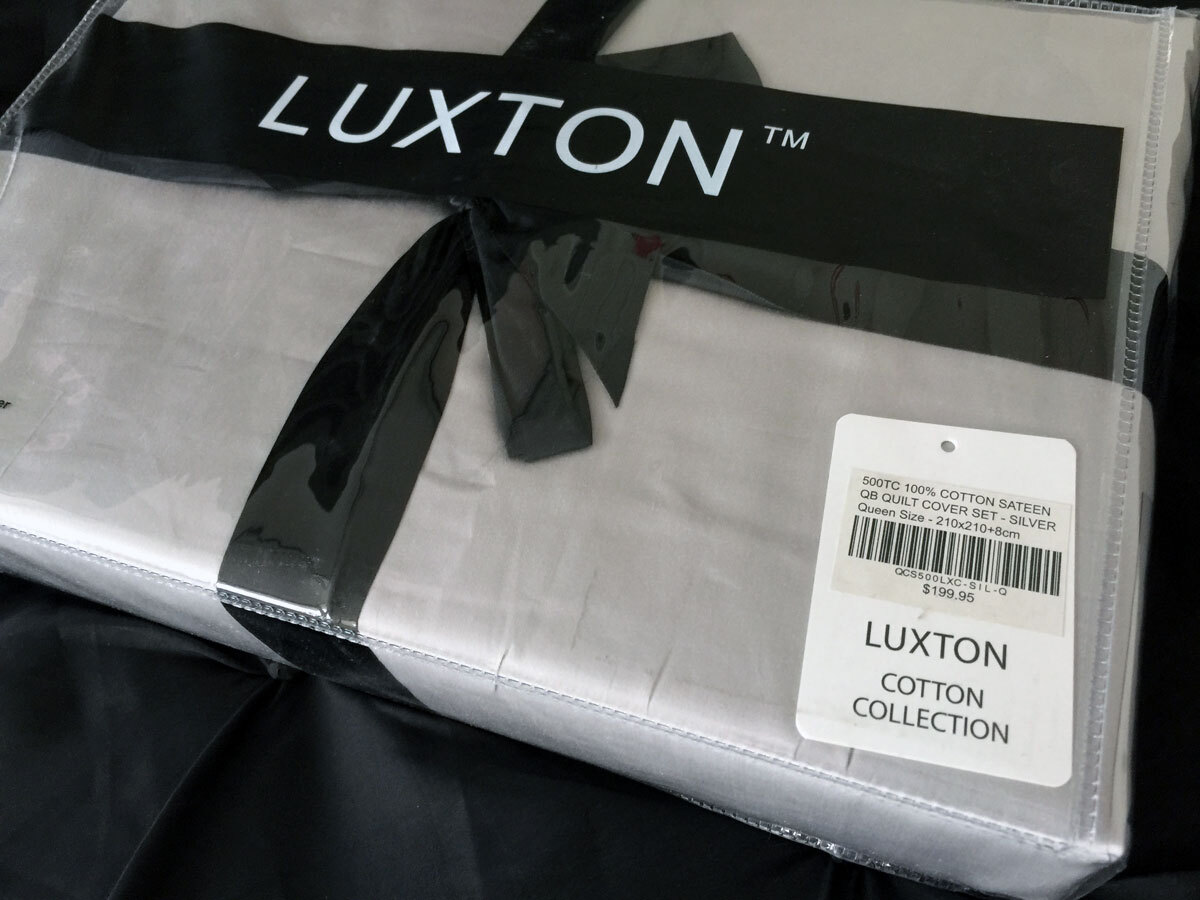 LUXTON™
500TC 100% COTTON SATEEN
QB QUILT COVER SET - SILVER
Queen Size - 210x210+8cm
QCS500LXC-SIL-Q
$199.95
LUXTON
COTTON
COLLECTION